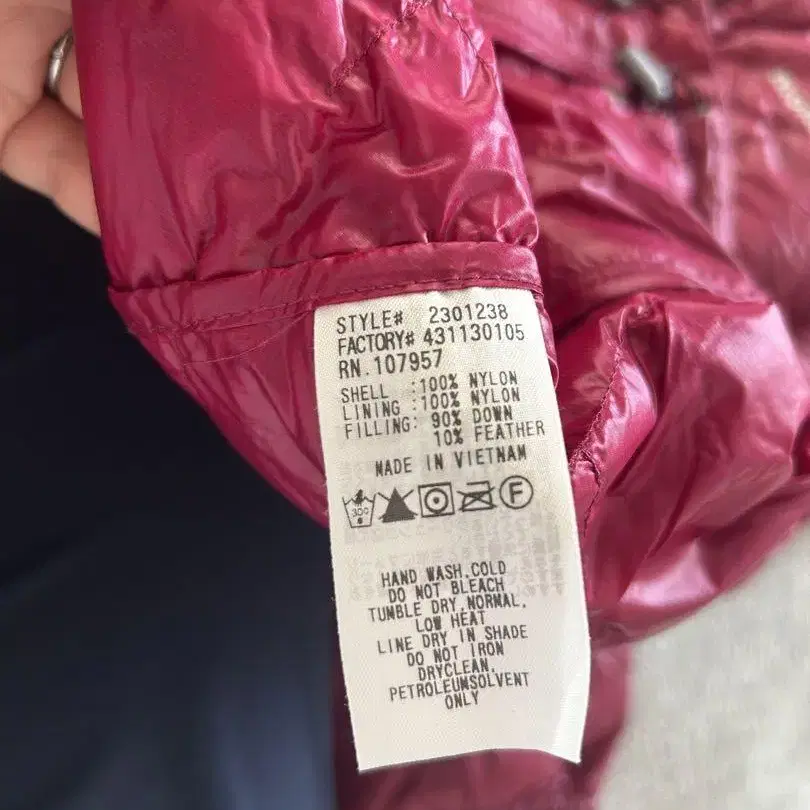 STYLE# 2301238
FACTORY# 431130105
RN.107957
SHELL :100% NYLON
LINING :100% NYLON
FILLING: 90% DOWN
10% FEATHER
MADE IN VIETNAM
30C F
HAND WASH.COLD
DO NOT BLEACH
TUMBLE DRY.NORMAL.
LOW HEAT
LINE DRY IN SHADE
DO NOT IRON
DRYCLEAN.
PETROLEUMSOLVENT
ONLY